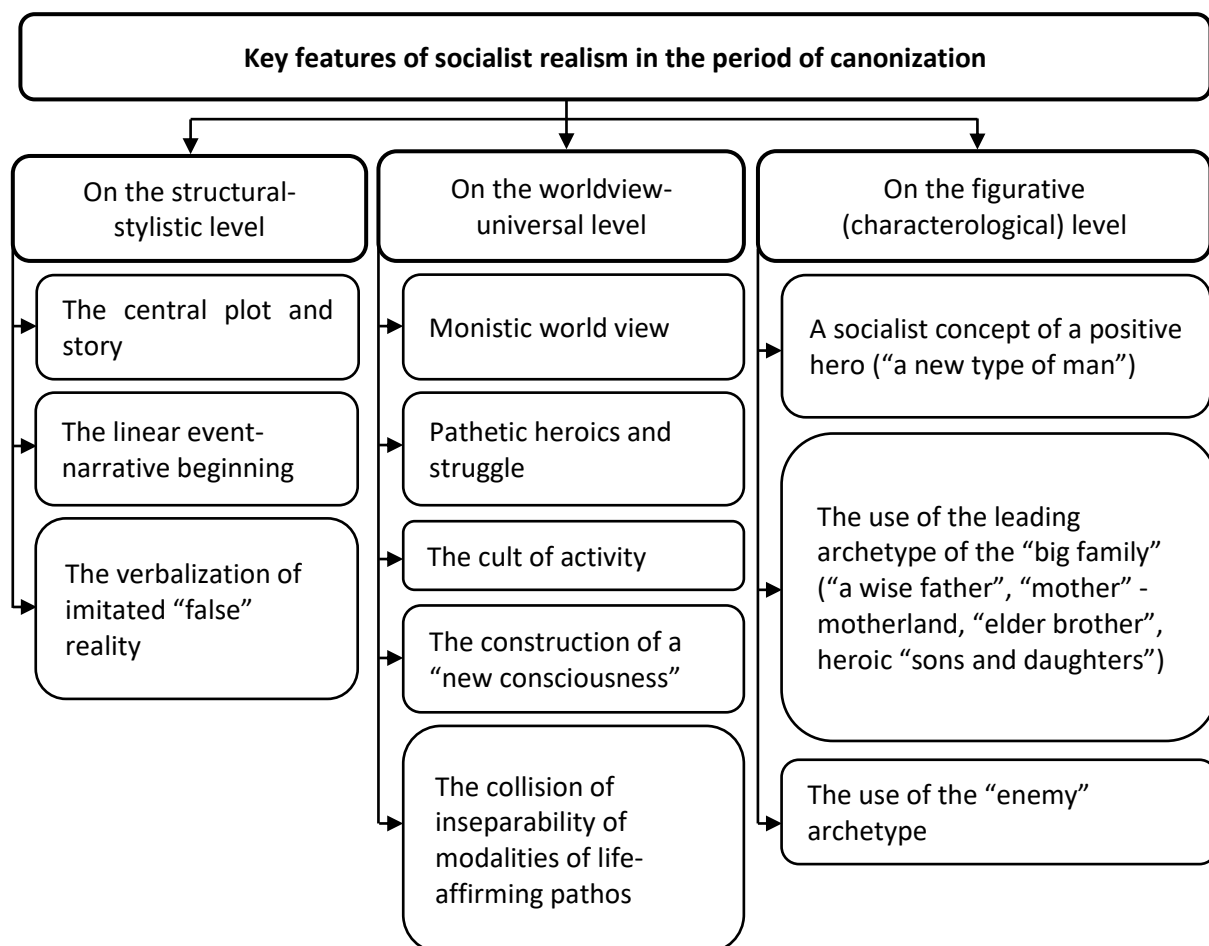 Key features of socialist realism in the period of canonization
On the structural-
stylistic level
The central plot and
story
The linear event-
narrative beginning
The verbalization of
imitated “false”
reality
On the worldview-
universal level
Monistic world view
Pathetic heroics and
struggle
The cult of activity
The construction of a
“new consciousness”
The collision of
inseparability of
modalities of life-
affirming pathos
On the figurative
(characterological) level
A socialist concept of a positive
hero (“a new type of man”)
The use of the leading
archetype of the “big family”
(“a wise father”, “mother” -
motherland, “elder brother”,
heroic “sons and daughters”)
The use of the “enemy”
archetype